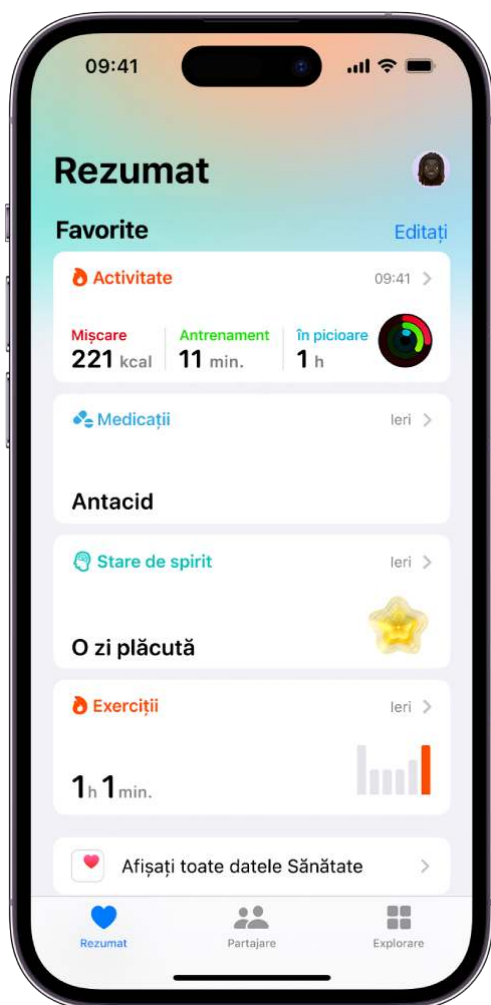 09:41
Rezumat
Favorite Editați
Activitate 09:41
Mișcare Antrenament În picioare
221 kcal 11 min. 1 h
Medicații Ieri
Antacid
Stare de spirit Ieri
O zi plăcută
Exerciții Ieri
1h 1min.
Afișați toate datele Sănătate
Rezumat Partajare Explorare